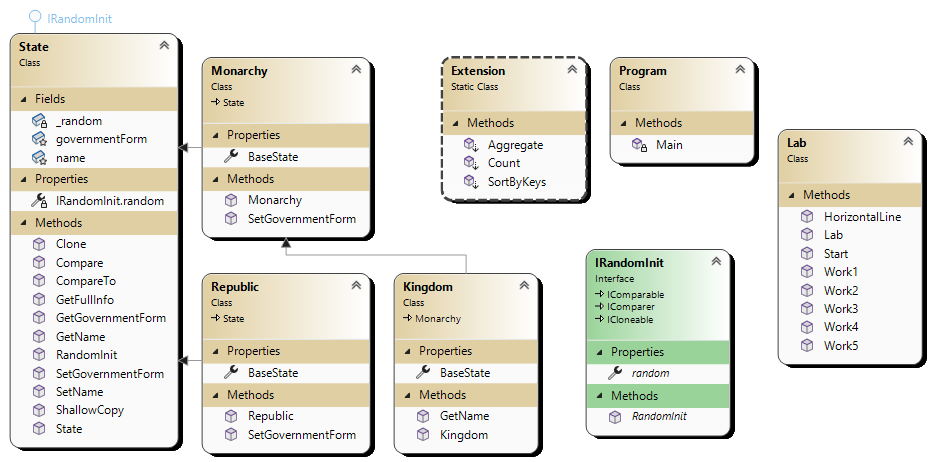 IRandomInit
State
Class
Fields
_random
governmentForm
name
Properties
IRandomInit.random
Methods
Clone
Compare
CompareTo
GetFullInfo
GetGovernmentForm
GetName
RandomInit
SetGovernmentForm
SetName
ShallowCopy
State
Monarchy
Class
State
Properties
BaseState
Methods
Monarchy
SetGovernmentForm
Republic
Class
State
Properties
BaseState
Methods
Republic
SetGovernmentForm
Kingdom
Class
Monarchy
Properties
BaseState
Methods
GetName
Kingdom
Extension
Static Class
Methods
Aggregate
Count
SortByKeys
Program
Class
Methods
Main
IRandomInit
Interface
IComparable
IComparer
ICloneable
Properties
random
Methods
RandomInit
Lab
Class
Methods
HorizontalLine
Lab
Start
Work1
Work2
Work3
Work4
Work5